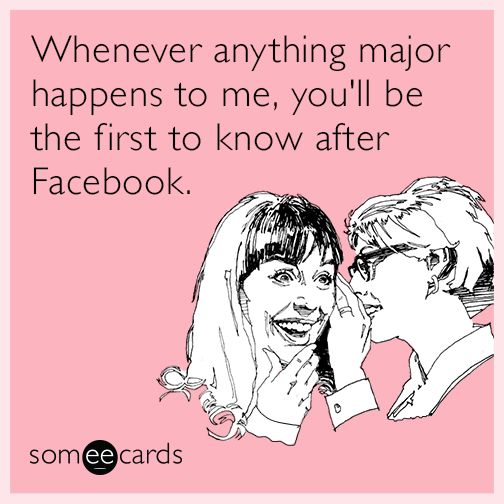 Whenever anything major
happens to me, you'll be
the first to know after
Facebook.
someecards